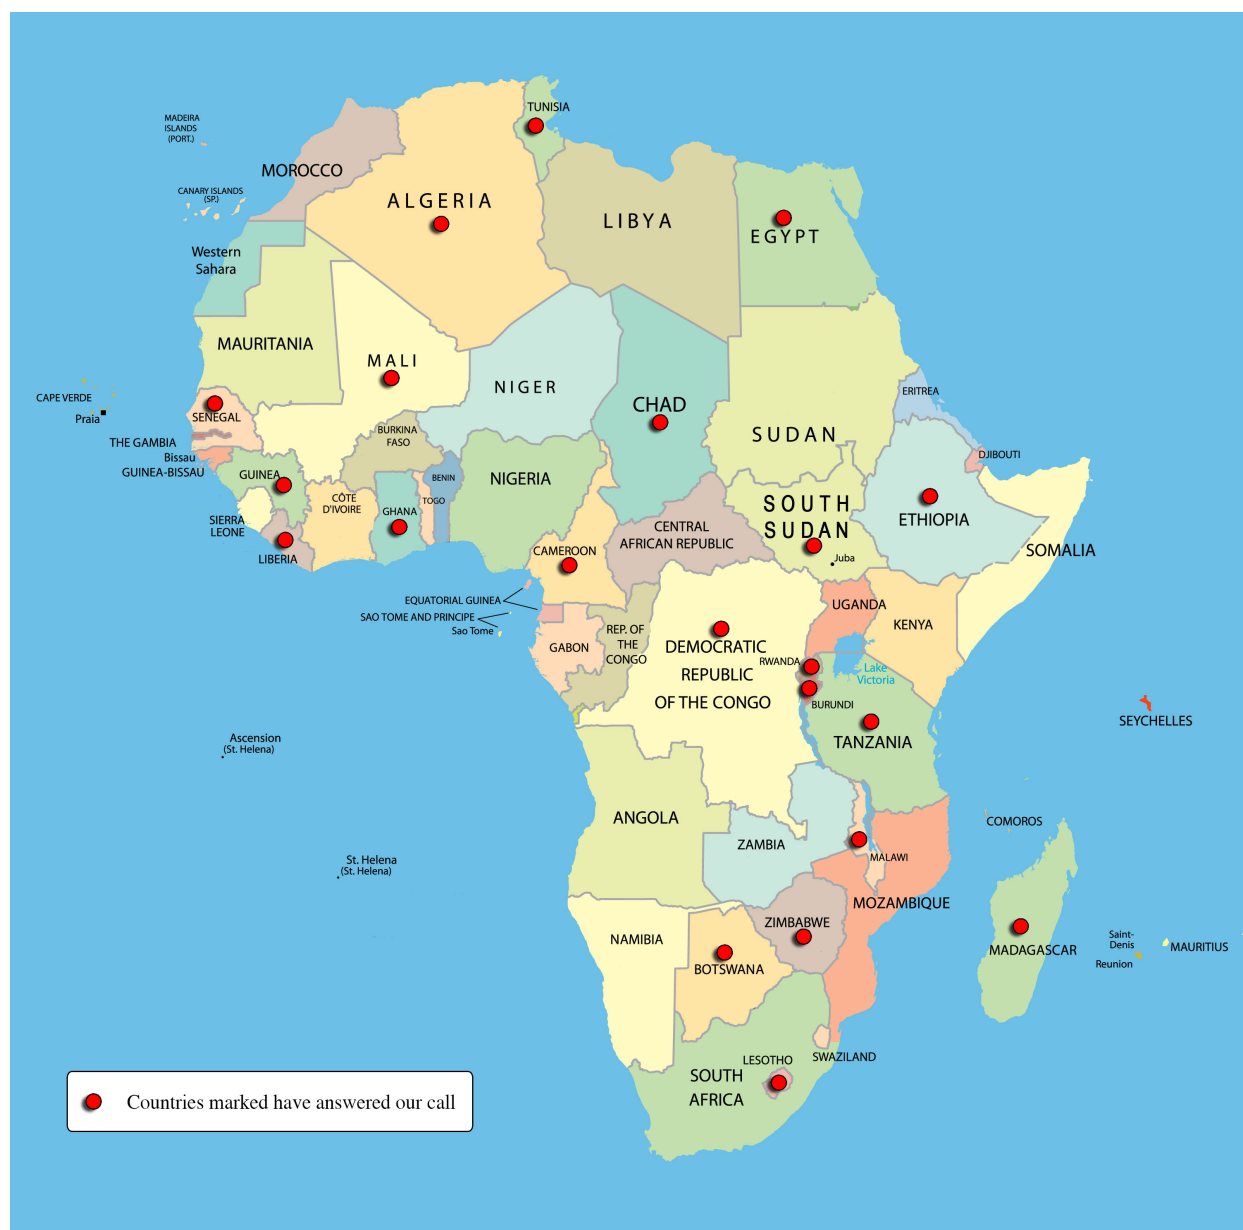 TUNISIA
MADEIRA
ISLANDS
(PORT.)
MOROCCO
CANARY ISLANDS
(SP.)
ALGERIA
LIBYA
EGYPT
Western
Sahara
MAURITANIA
MALI
NIGER
CHAD
SUDAN
ERITREA
CAPE VERDE
Praia
SENEGAL
THE GAMBIA
Bissau
GUINEA-BISSAU
BURKINA
FASO
DJIBOUTI
GUINEA
BENIN
NIGERIA
CÔTE
D'IVOIRE
GHANA
TOGO
SOUTH
SUDAN
ETHIOPIA
SIERRA
LEONE
CENTRAL
AFRICAN REPUBLIC
SOMALIA
LIBERIA
CAMEROON
Juba
EQUATORIAL GUINEA
SAO TOME AND PRINCIPE
Sao Tome
UGANDA
KENYA
GABON
REP. OF
THE
CONGO
DEMOCRATIC
REPUBLIC
OF THE CONGO
RWANDA
Lake
Victoria
BURUNDI
TANZANIA
SEYCHELLES
Ascension
(St. Helena)
ANGOLA
COMOROS
ZAMBIA
MALAWI
St. Helena
(St. Helena)
MOZAMBIQUE
ZIMBABWE
NAMIBIA
BOTSWANA
MADAGASCAR
Saint-
Denis
Reunion
MAURITIUS
SWAZILAND
LESOTHO
SOUTH
AFRICA
Countries marked have answered our call